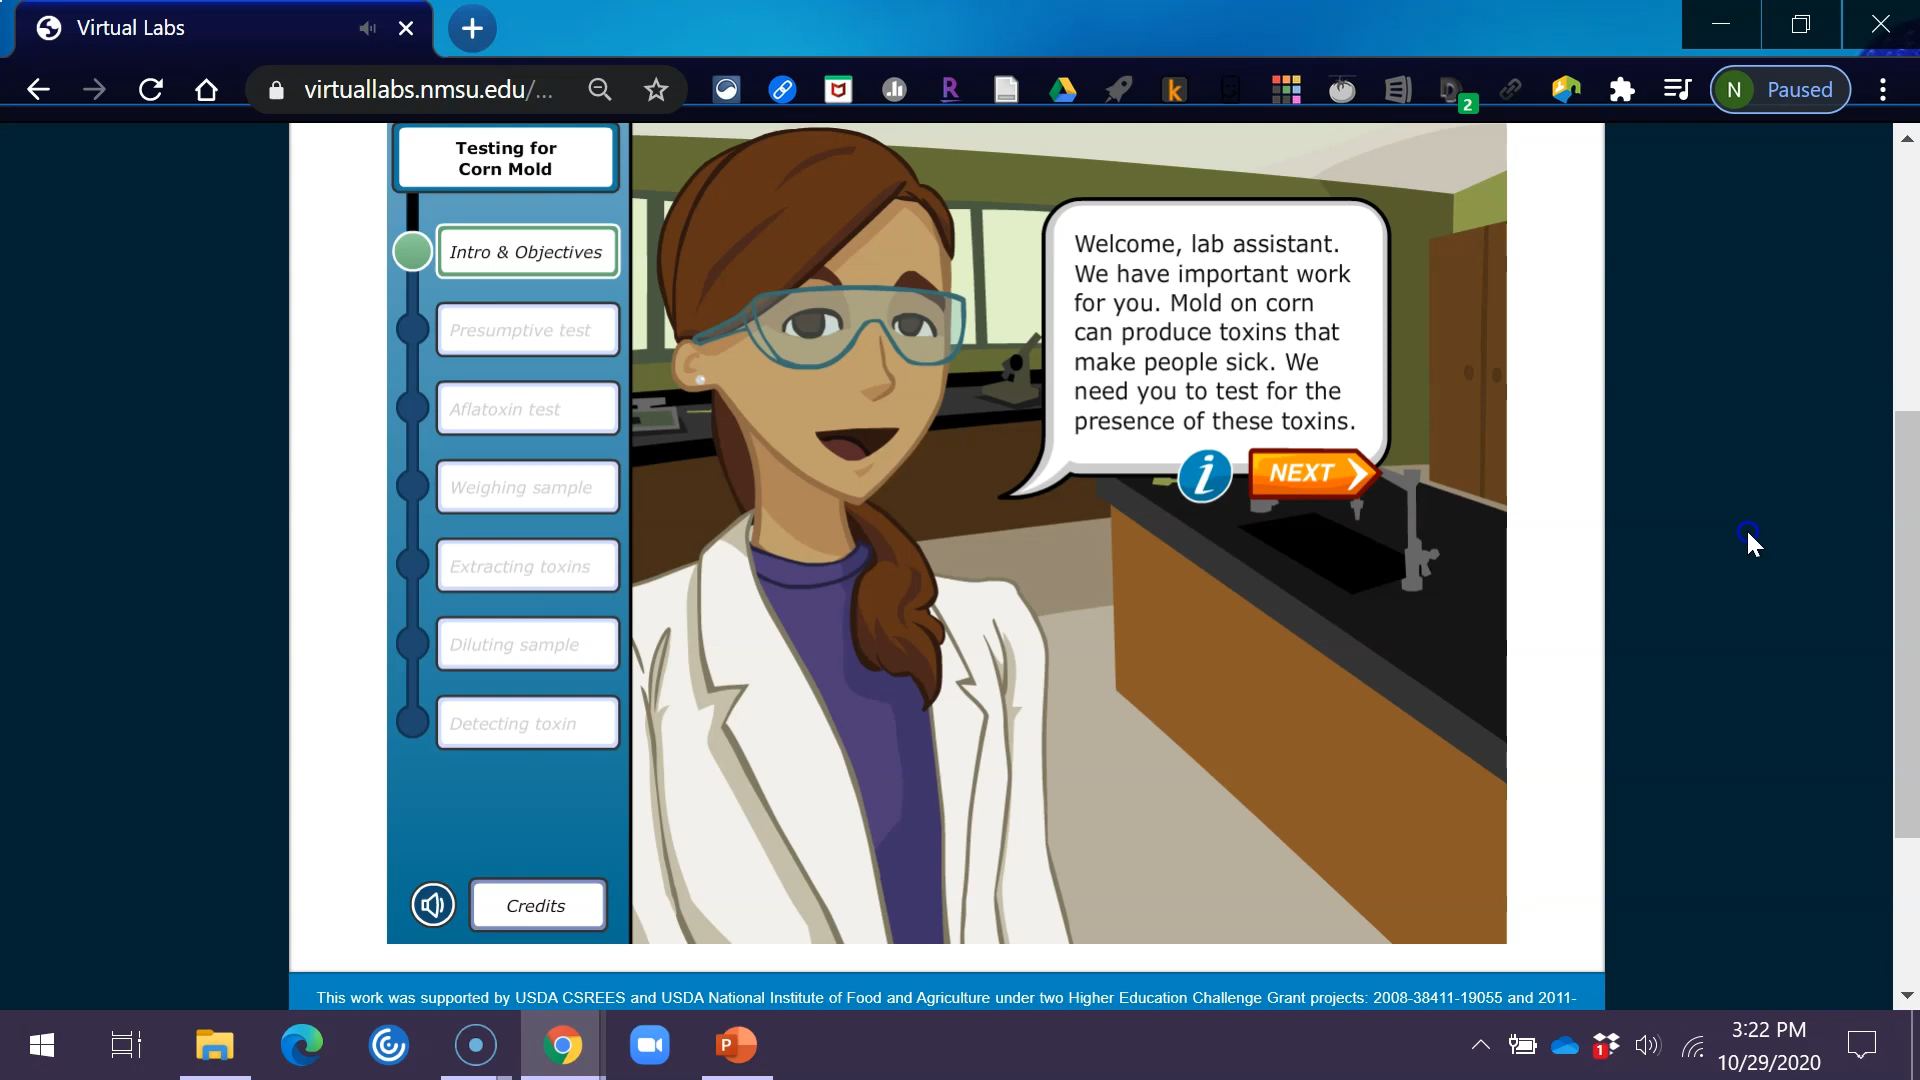 Virtual Labs
virtuallabs.nmsu.edu/...
R
k
D
2
N
Paused
Testing for
Corn Mold
Intro & Objectives
Presumptive test
Aflatoxin test
Weighing sample
Extracting toxins
Diluting sample
Detecting toxin
Credits
Welcome, lab assistant.
We have important work
for you. Mold on corn
can produce toxins that
make people sick. We
need you to test for the
presence of these toxins.
i
NEXT
This work was supported by USDA CSREES and USDA National Institute of Food and Agriculture under two Higher Education Challenge Grant projects: 2008-38411-19055 and 2011-
P
1
3:22 PM
10/29/2020